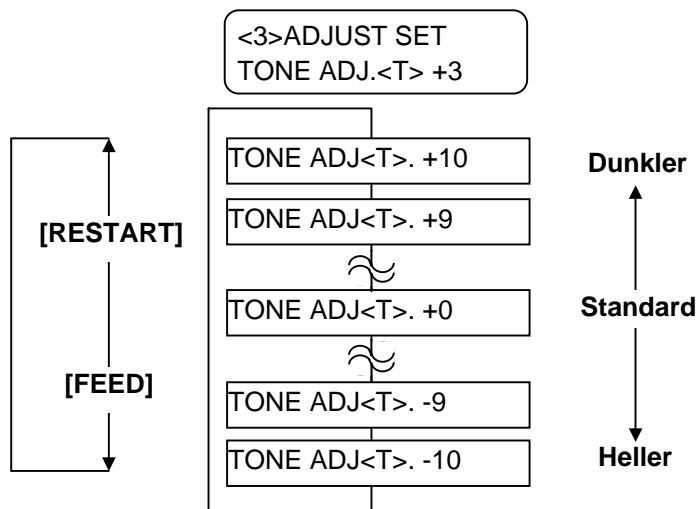 <3>ADJUST SET
TONE ADJ.<T> +3
TONE ADJ<T>. +10
Dunkler
TONE ADJ<T>. +9
[RESTART]
TONE ADJ<T>. +0
Standard
[FEED]
TONE ADJ<T>. -9
TONE ADJ<T>. -10
Heller